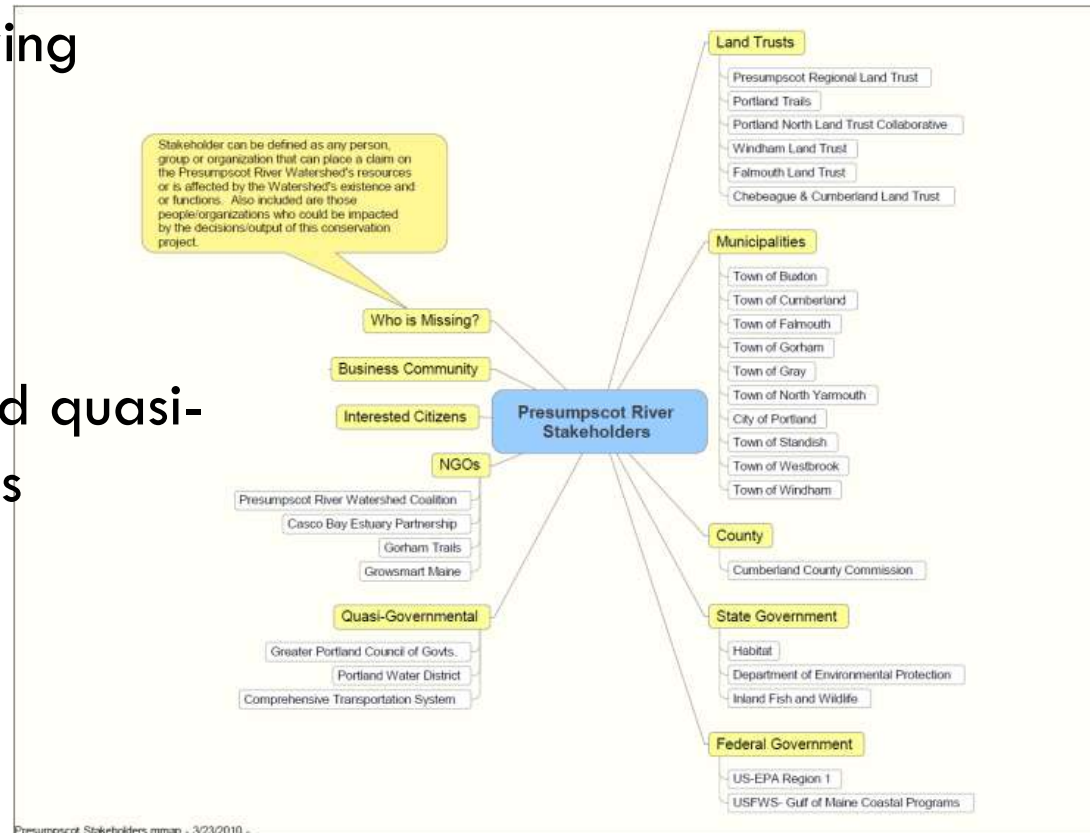 ing
d quasi-
s
Stakeholder can be defined as any person,
group or organization that can place a claim on
the Presumpscot River Watershed's resources
or is affected by the Watershed's existence and
or functions. Also included are those
people/organizations who could be impacted
by the decisions/output of this conservation
project.
Who is Missing?
Business Community
Interested Citizens
NGOs
Presumpscot River Watershed Coalition
Casco Bay Estuary Partnership
Gorham Trails
Growsmart Maine
Quasi-Governmental
Greater Portland Council of Govts.
Portland Water District
Comprehensive Transportation System
Presumpscot River
Stakeholders
Land Trusts
Presumpscot Regional Land Trust
Portland Trails
Portland North Land Trust Collaborative
Windham Land Trust
Falmouth Land Trust
Chebeague & Cumberland Land Trust
Municipalities
Town of Buxton
Town of Cumberland
Town of Falmouth
Town of Gorham
Town of Gray
Town of North Yarmouth
City of Portland
Town of Standish
Town of Westbrook
Town of Windham
County
Cumberland County Commission
State Government
Habitat
Department of Environmental Protection
Inland Fish and Wildlife
Federal Government
US-EPA Region 1
USFWS- Gulf of Maine Coastal Programs
Presumpscot Stakeholders.mmap - 3/23/2010 -